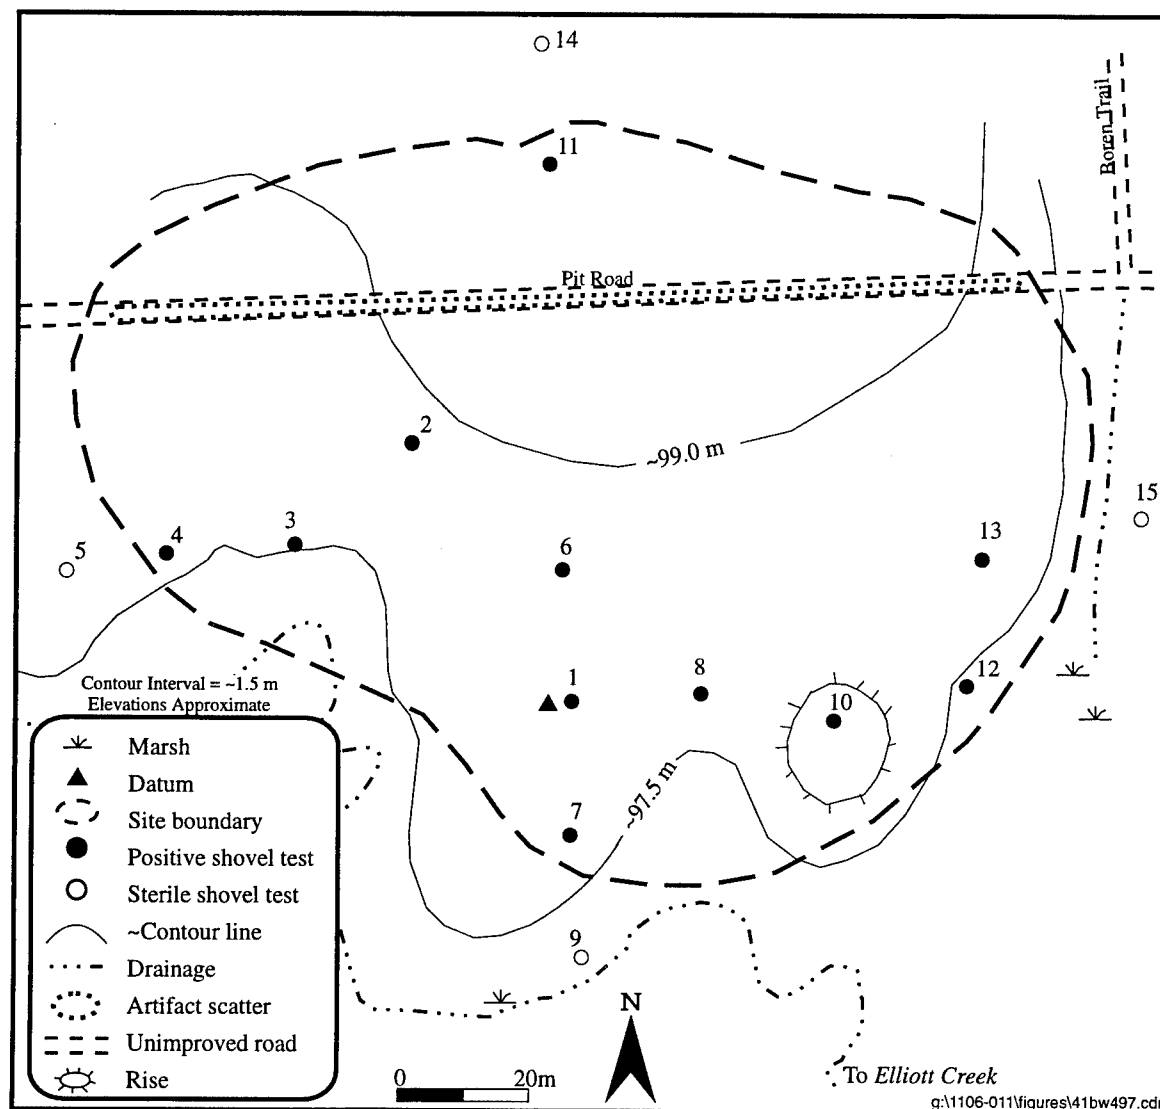 14
11
Boren Trail
Pit Road
2
~99.0 m
15
5
4
3
6
13
Contour Interval = ~1.5 m
Elevations Approximate
1
8
10
12
7
~97.5 m
9
Marsh
Datum
Site boundary
Positive shovel test
Sterile shovel test
~Contour line
Drainage
Artifact scatter
Unimproved road
Rise
0 20m
N
To Elliott Creek
g:\1106-011\figures\41bw497.cdr